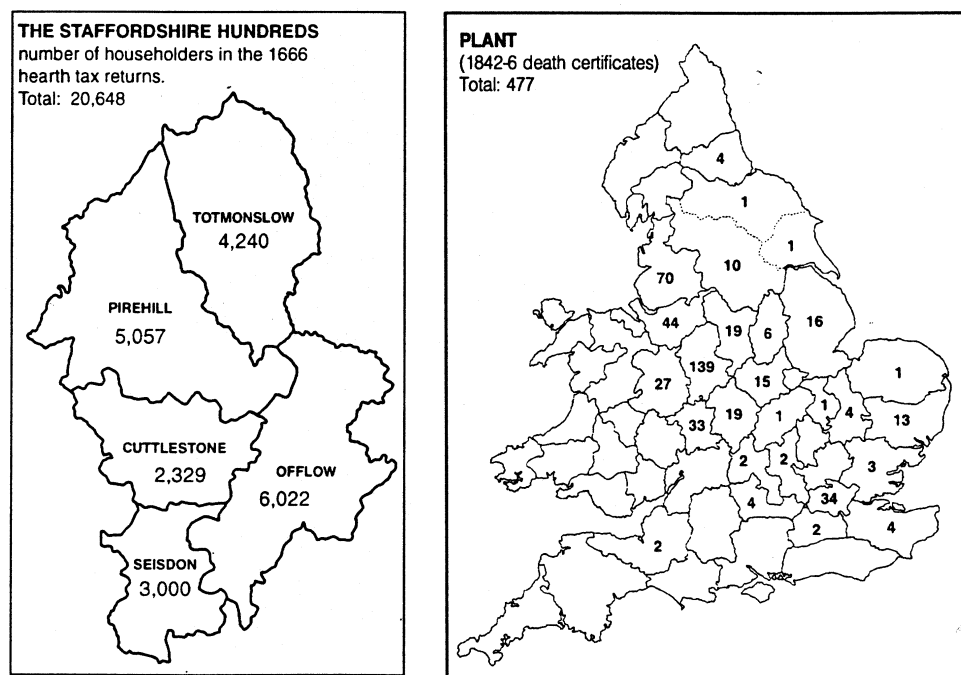 THE STAFFORDSHIRE HUNDREDS
number of householders in the 1666
hearth tax returns.
Total: 20,648
TOTMONSLOW
4,240
PIREHILL
5,057
CUTTLESTONE
2,329
OFFLOW
6,022
SEISDON
3,000
PLANT
(1842-6 death certificates)
Total: 477
4
1
1
10
70
44
19
6
16
139
27
15
1
33
19
1
1
4
13
2
2
3
4
34
2
4
2